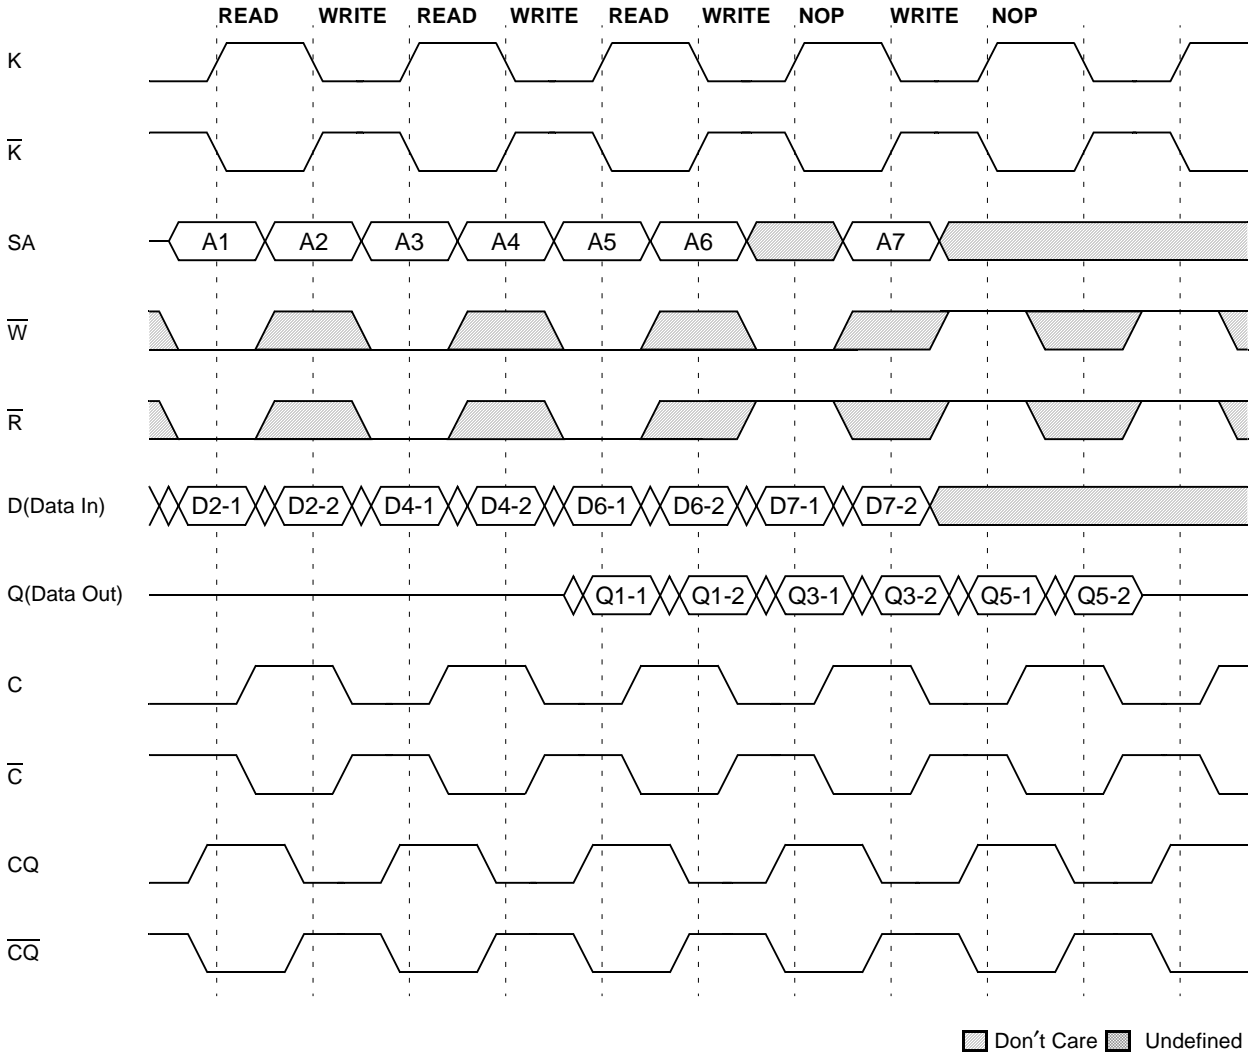 READ WRITE READ WRITE READ WRITE NOP WRITE NOP
K
K̅
SA A1 A2 A3 A4 A5 A6 A7
W̅
R̅
D(Data In) D2-1 D2-2 D4-1 D4-2 D6-1 D6-2 D7-1 D7-2
Q(Data Out) Q1-1 Q1-2 Q3-1 Q3-2 Q5-1 Q5-2
C
C̅
CQ
C̅Q̅
Don′t Care Undefined